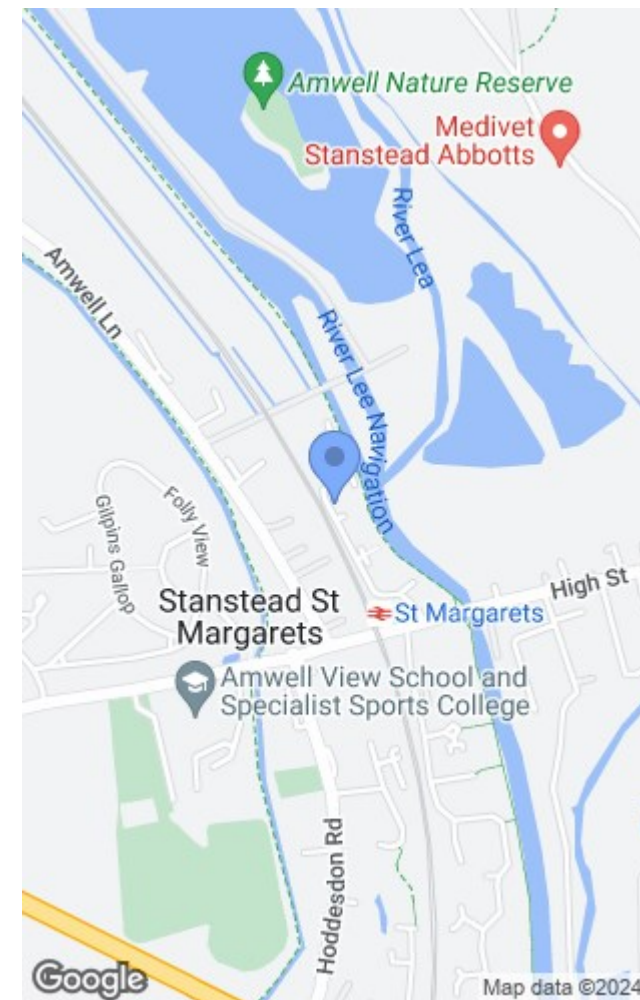 Amwell Nature Reserve
Medivet
Stanstead Abbotts
River Lea
Amwell Ln
River Lee Navigation
Folly View
Gilpins Gallop
High St
Stanstead St
Margarets
St Margarets
Amwell View School and
Specialist Sports College
Hoddesdon Rd
Google
Map data ©2024